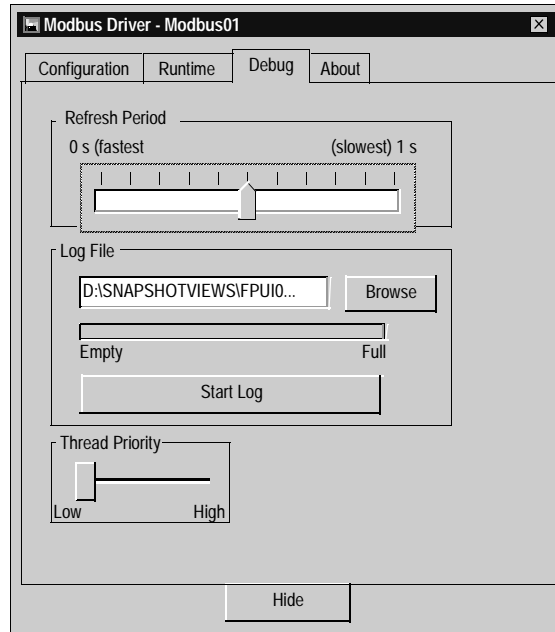 Modbus Driver - Modbus01
Configuration Runtime Debug About
Refresh Period
0 s (fastest (slowest) 1 s
Log File
D:\SNAPSHOTVIEWS\FPUI0... Browse
Empty Full
Start Log
Thread Priority
Low High
Hide